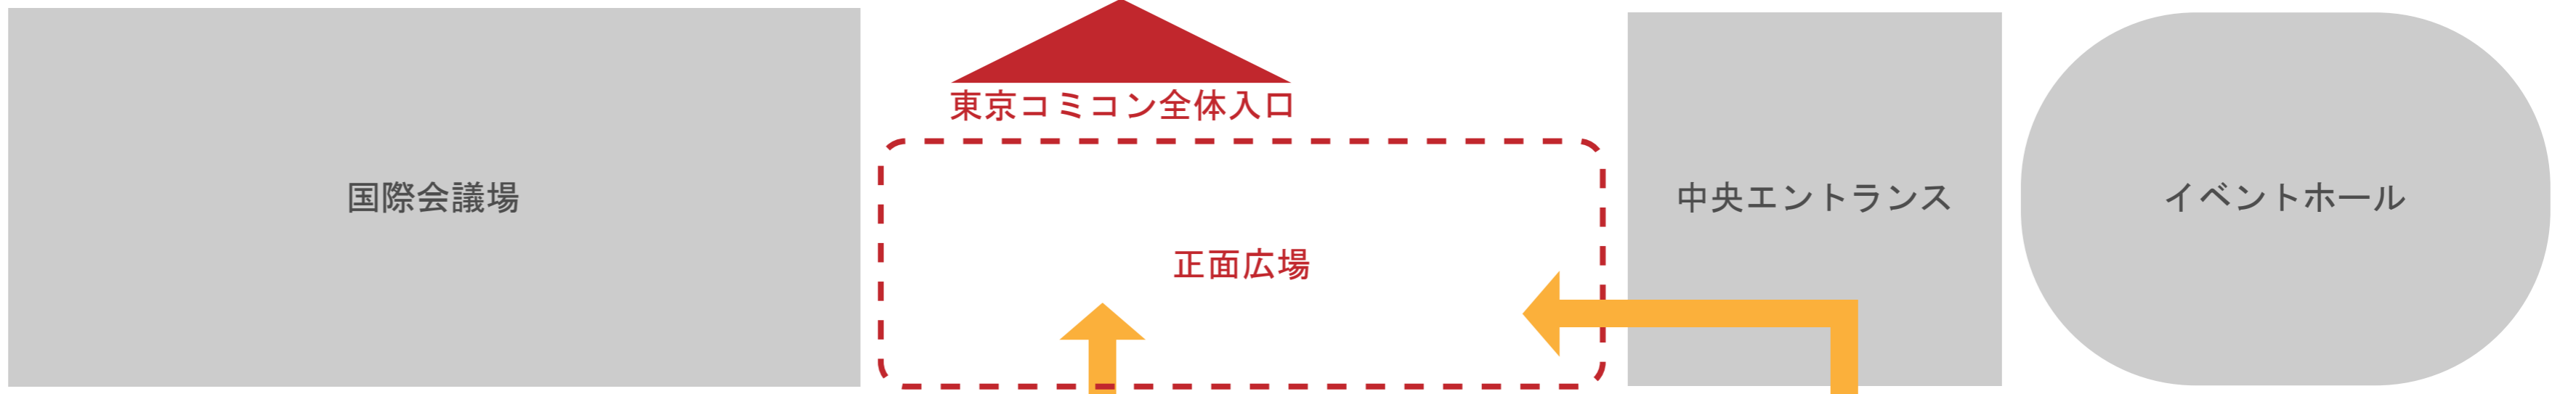 東京コミコン全体入口
国際会議場
正面広場
中央エントランス
イベントホール